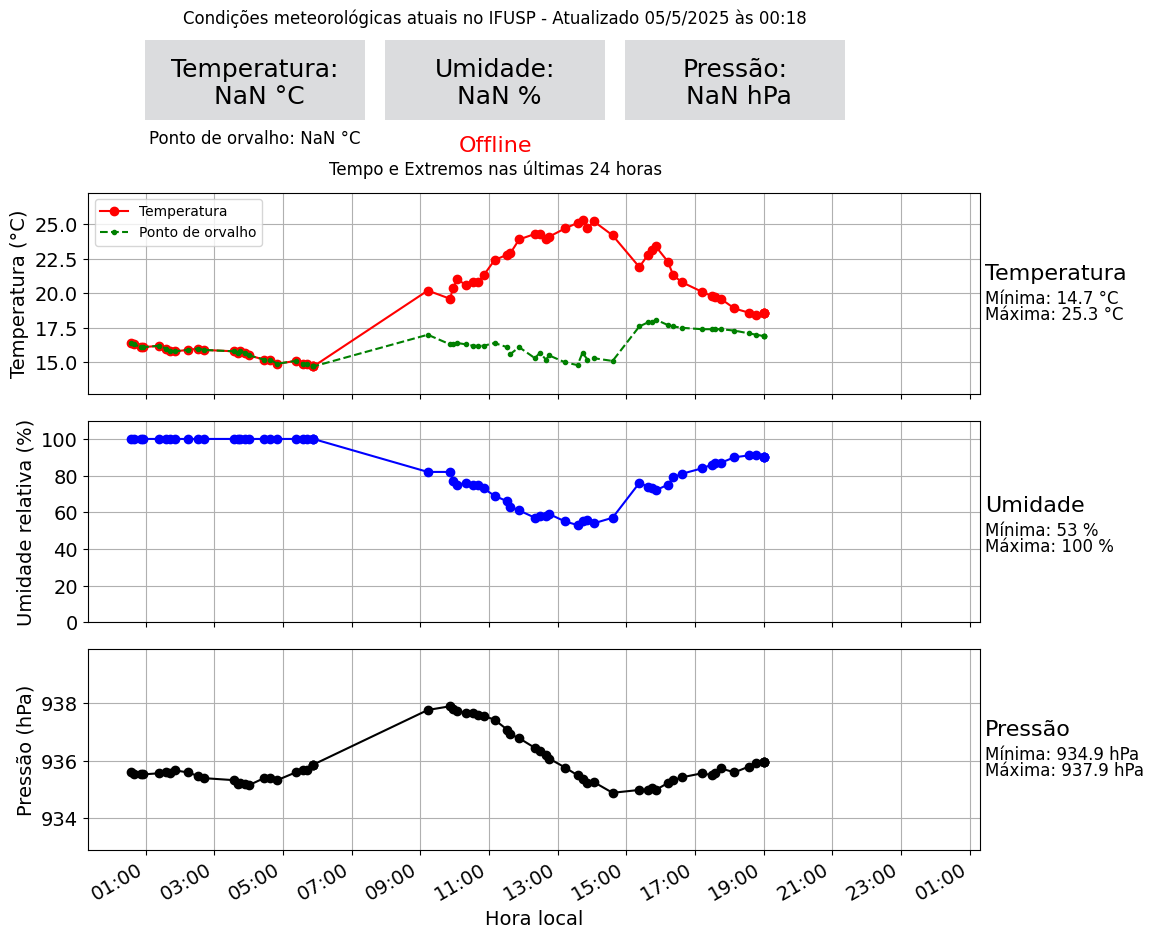 Condições meteorológicas atuais no IFUSP - Atualizado 05/5/2025 às 00:18
Temperatura:
NaN °C
Umidade:
NaN %
Pressão:
NaN hPa
Ponto de orvalho: NaN °C
Offline
Tempo e Extremos nas últimas 24 horas
Temperatura (°C)
25.0
22.5
20.0
17.5
15.0
Temperatura
Ponto de orvalho
Temperatura
Mínima: 14.7 °C
Máxima: 25.3 °C
Umidade relativa (%)
100
80
60
40
20
0
Umidade
Mínima: 53 %
Máxima: 100 %
Pressão (hPa)
938
936
934
Pressão
Mínima: 934.9 hPa
Máxima: 937.9 hPa
01:00 03:00 05:00 07:00 09:00 11:00 13:00 15:00 17:00 19:00 21:00 23:00 01:00
Hora local